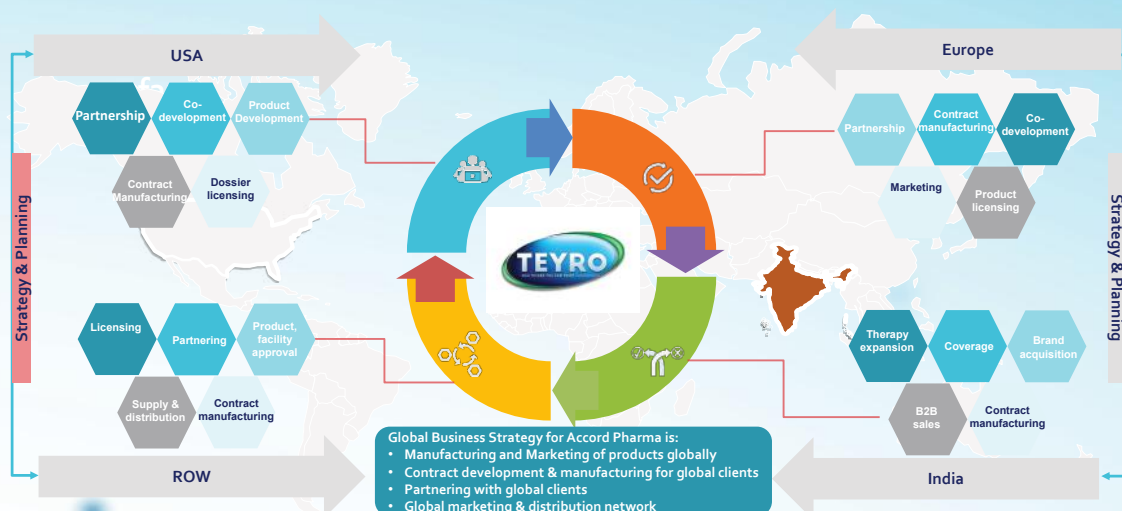 USA
Europe
Partnership
Co-
development
Product
Development
Contract
Manufacturing
Dossier
licensing
Partnership
Contract
manufacturing
Co-
development
Marketing
Product
licensing
Strategy & Planning
Strategy & Planning
TEYRO
Licensing
Partnering
Product,
facility
approval
Supply &
distribution
Contract
manufacturing
Therapy
expansion
Coverage
Brand
acquisition
B2B
sales
Contract
manufacturing
ROW
India
Global Business Strategy for Accord Pharma is:
• Manufacturing and Marketing of products globally
• Contract development & manufacturing for global clients
• Partnering with global clients
• Global marketing & distribution network